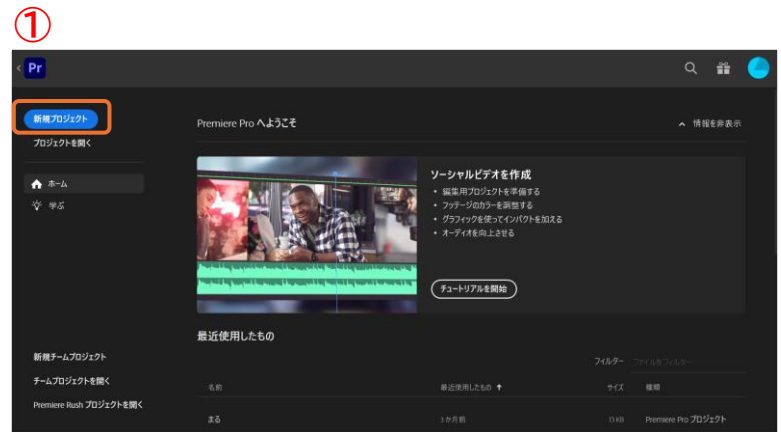 ①
Pr
新規プロジェクト
プロジェクトを開く
Premiere Pro へようこそ
情報を非表示
ホーム
学ぶ
ソーシャルビデオを作成
• 編集用プロジェクトを準備する
• フッテージのカラーを調整する
• グラフィックを使ってインパクトを加える
• オーディオを向上させる
チュートリアルを開始
最近使用したもの
新規チームプロジェクト
フィルター ファイルをフィルター
チームプロジェクトを開く
名前 最近使用したもの ↑ サイズ 種類
Premiere Rush プロジェクトを開く
まる 3 か月前 13 KB Premiere Pro プロジェクト